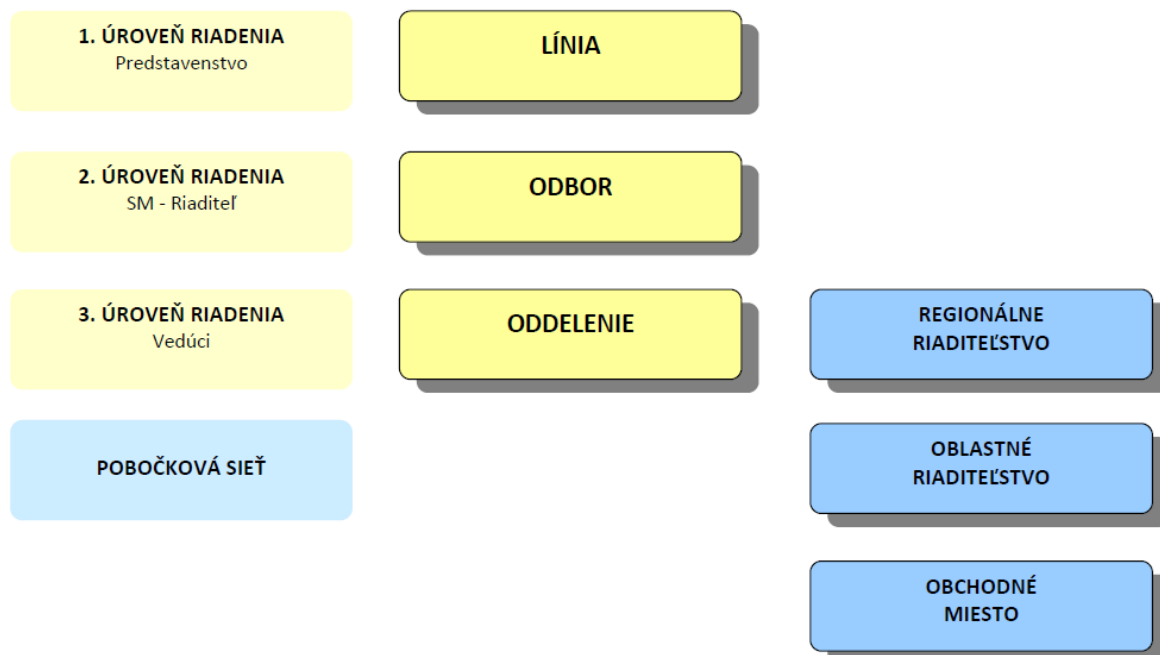 1. ÚROVEŇ RIADENIA
Predstavenstvo
LÍNIA
2. ÚROVEŇ RIADENIA
SM - Riaditeľ
ODBOR
3. ÚROVEŇ RIADENIA
Vedúci
ODDELENIE
REGIONÁLNE
RIADITEĽSTVO
POBOČKOVÁ SIEŤ
OBLASTNÉ
RIADITEĽSTVO
OBCHODNÉ
MIESTO